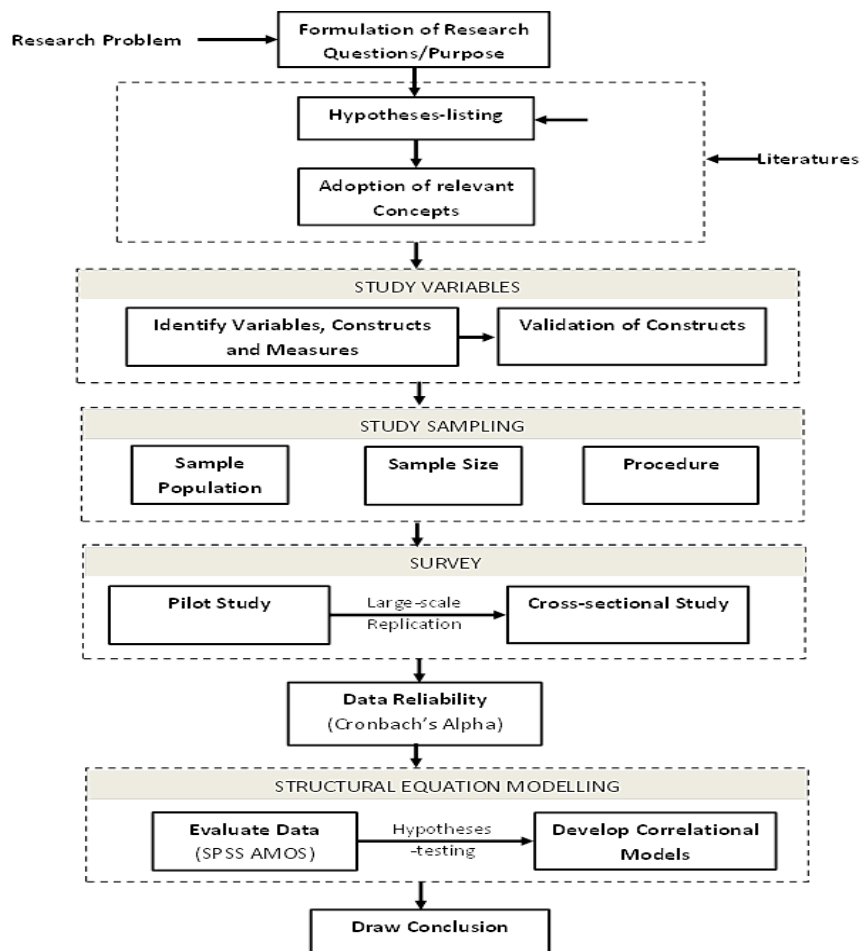 Research Problem
Formulation of Research
Questions/Purpose
Hypotheses-listing
Literatures
Adoption of relevant
Concepts
STUDY VARIABLES
Identify Variables, Constructs
and Measures
Validation of Constructs
STUDY SAMPLING
Sample
Population
Sample Size
Procedure
SURVEY
Pilot Study
Large-scale
Replication
Cross-sectional Study
Data Reliability
(Cronbach's Alpha)
STRUCTURAL EQUATION MODELLING
Evaluate Data
(SPSS AMOS)
Hypotheses
-testing
Develop Correlational
Models
Draw Conclusion